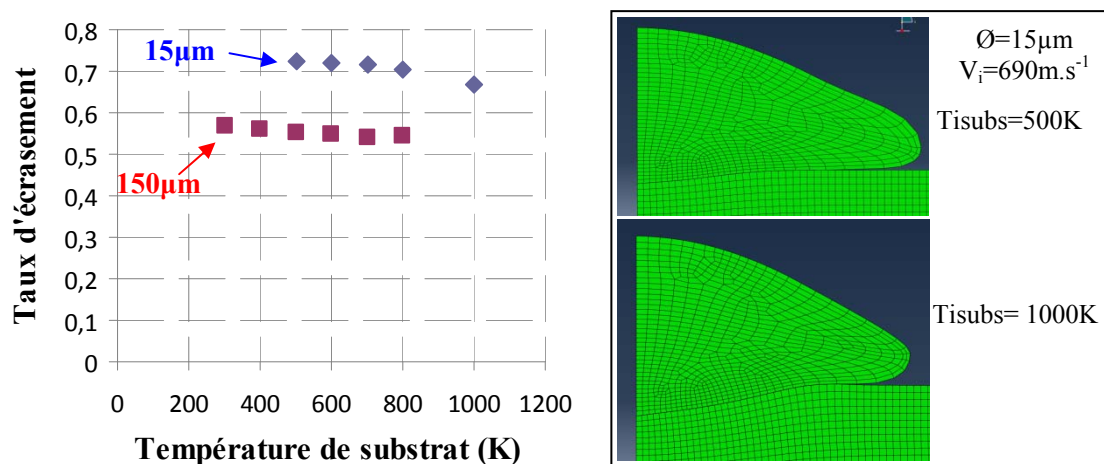 0,8
0,7
0,6
0,5
0,4
0,3
0,2
0,1
0
Taux d'écrasement
15µm
150µm
0 200 400 600 800 1000 1200
Température de substrat (K)
Ø=15µm
Vi=690m.s-1
Tisubs=500K
Tisubs= 1000K